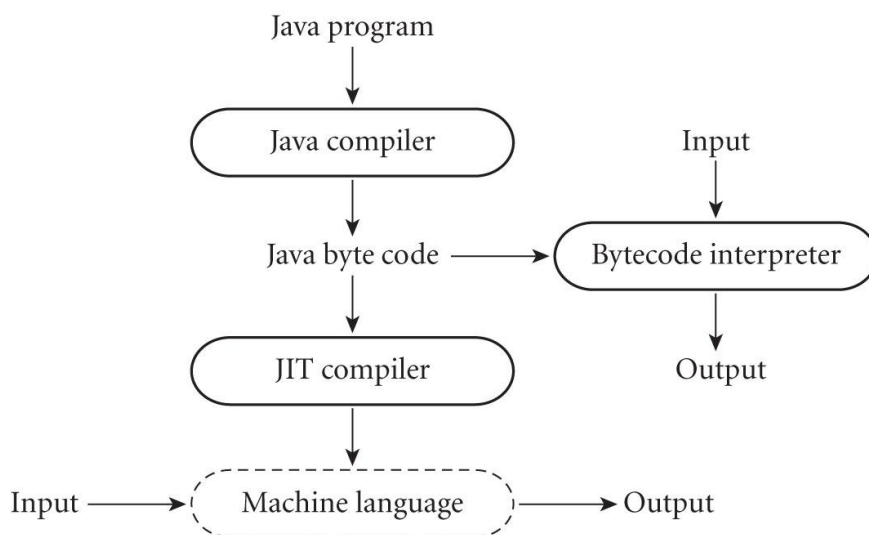 Java program
Java compiler
Input
Java byte code
Bytecode interpreter
JIT compiler
Output
Input
Machine language
Output